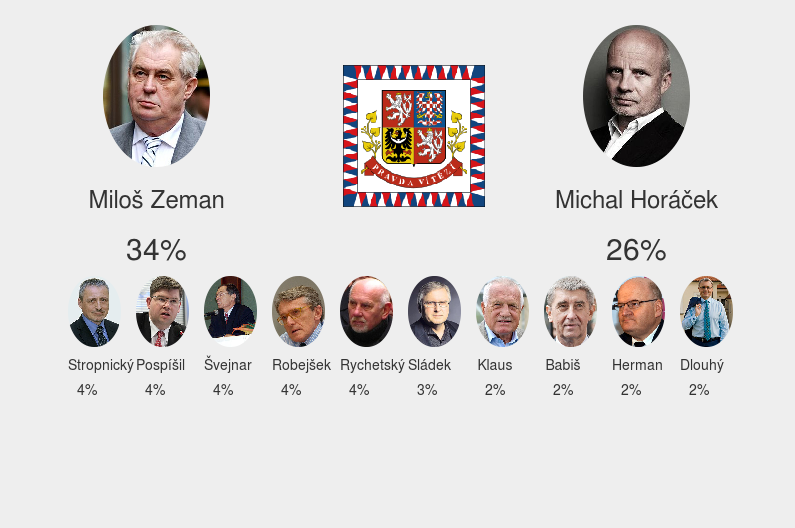 PRAVDA VÍTĚZÍ
Miloš Zeman
Michal Horáček
34%
26%
Stropnický Pospíšil Švejnar Robejšek Rychetský Sládek Klaus Babiš Herman Dlouhý
4% 4% 4% 4% 4% 3% 2% 2% 2% 2%